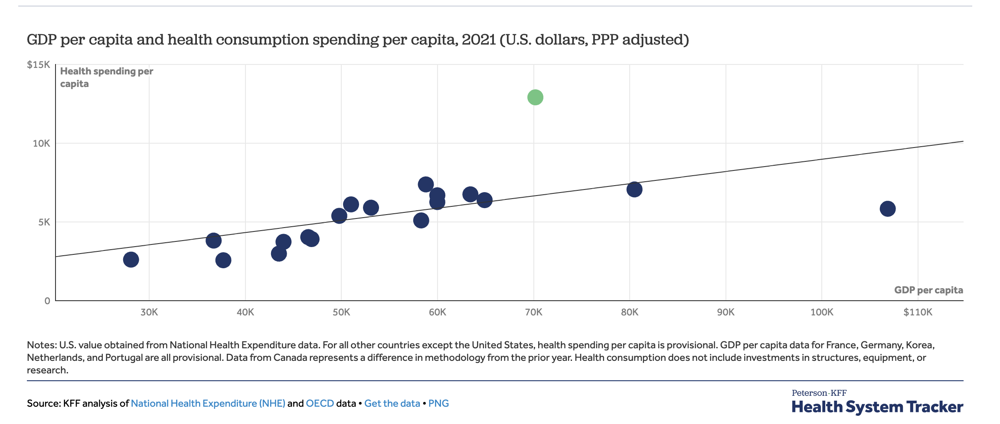 GDP per capita and health consumption spending per capita, 2021 (U.S. dollars, PPP adjusted)
$15K
Health spending per
capita
10K
5K
0
GDP per capita
30K 40K 50K 60K 70K 80K 90K 100K $110K
Notes: U.S. value obtained from National Health Expenditure data. For all other countries except the United States, health spending per capita is provisional. GDP per capita data for France, Germany, Korea,
Netherlands, and Portugal are all provisional. Data from Canada represents a difference in methodology from the prior year. Health consumption does not include investments in structures, equipment, or
research.
Source: KFF analysis of National Health Expenditure (NHE) and OECD data • Get the data • PNG
Peterson-KFF
Health System Tracker